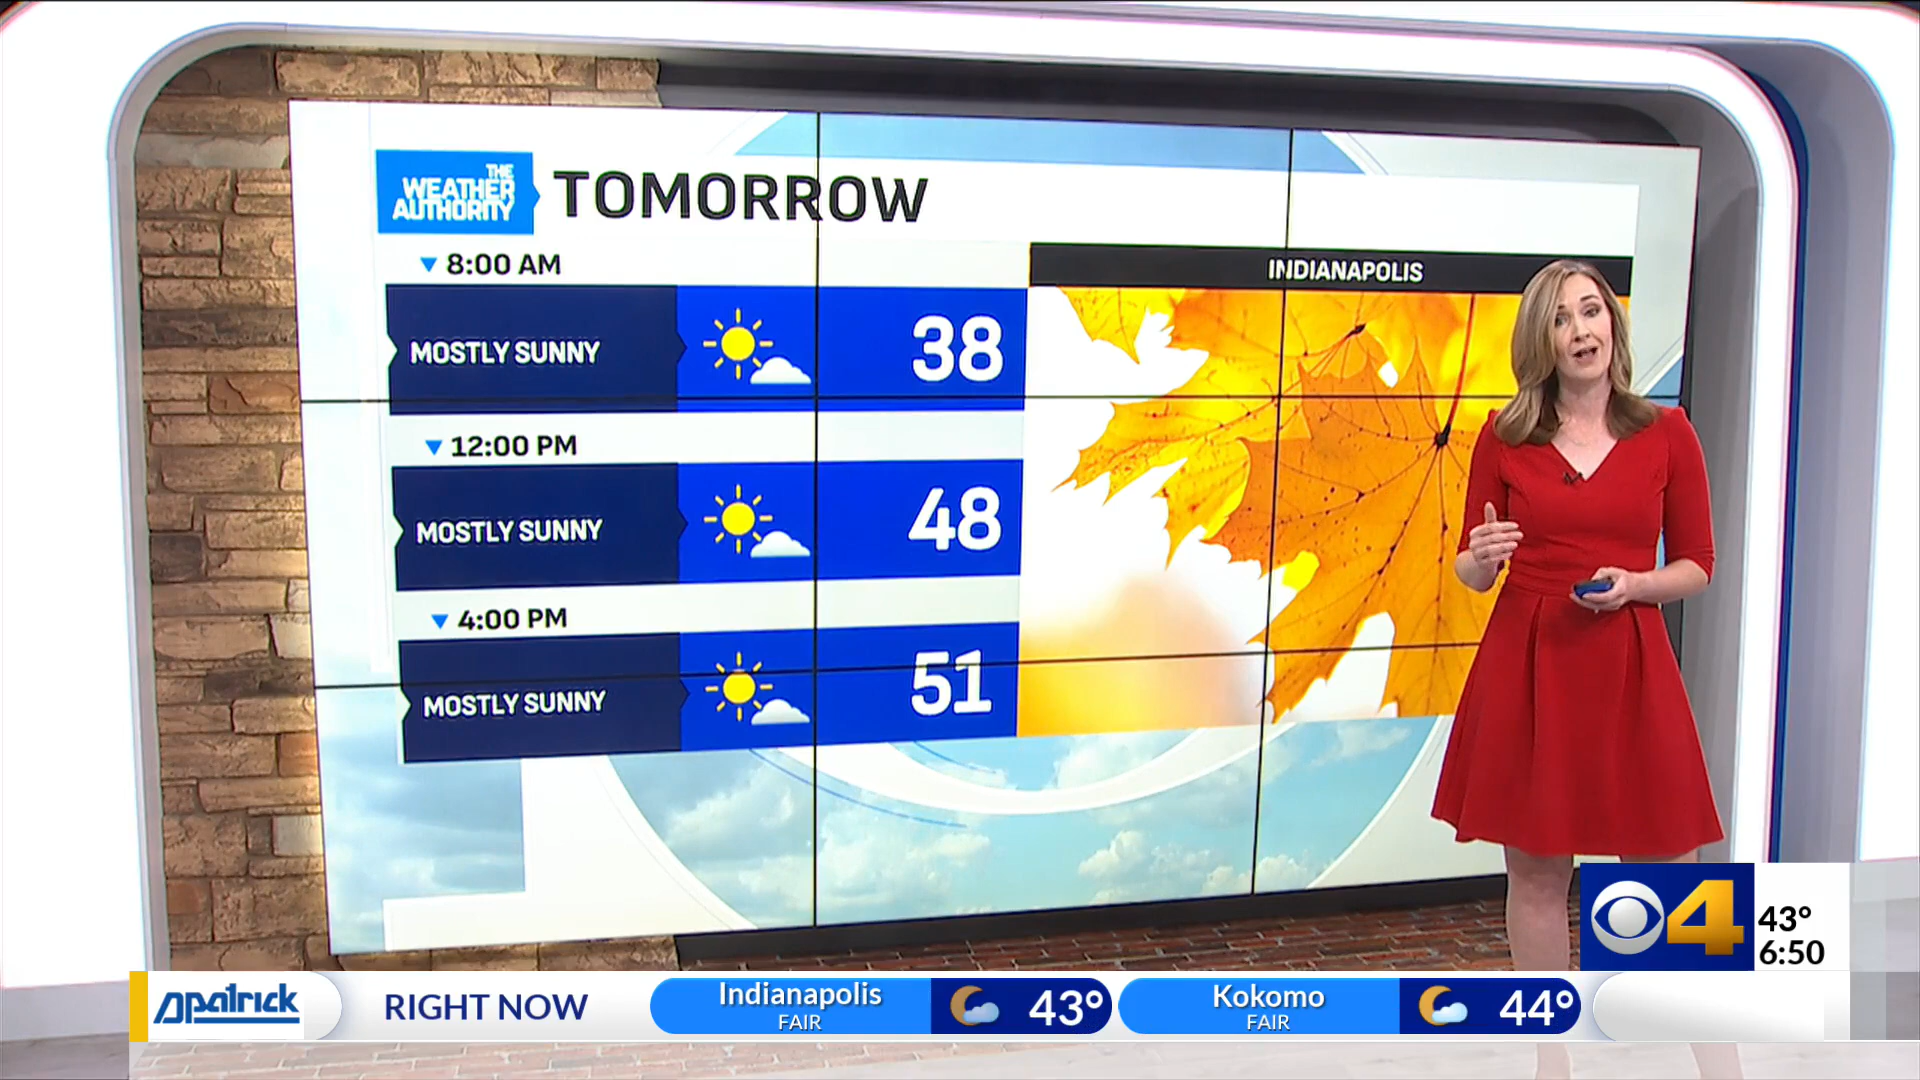 THE
WEATHER
AUTHORITY
TOMORROW
8:00 AM
MOSTLY SUNNY
38
12:00 PM
MOSTLY SUNNY
48
4:00 PM
MOSTLY SUNNY
51
INDIANAPOLIS
4
43°
6:50
apatrick
RIGHT NOW
Indianapolis
FAIR
43°
Kokomo
FAIR
44°